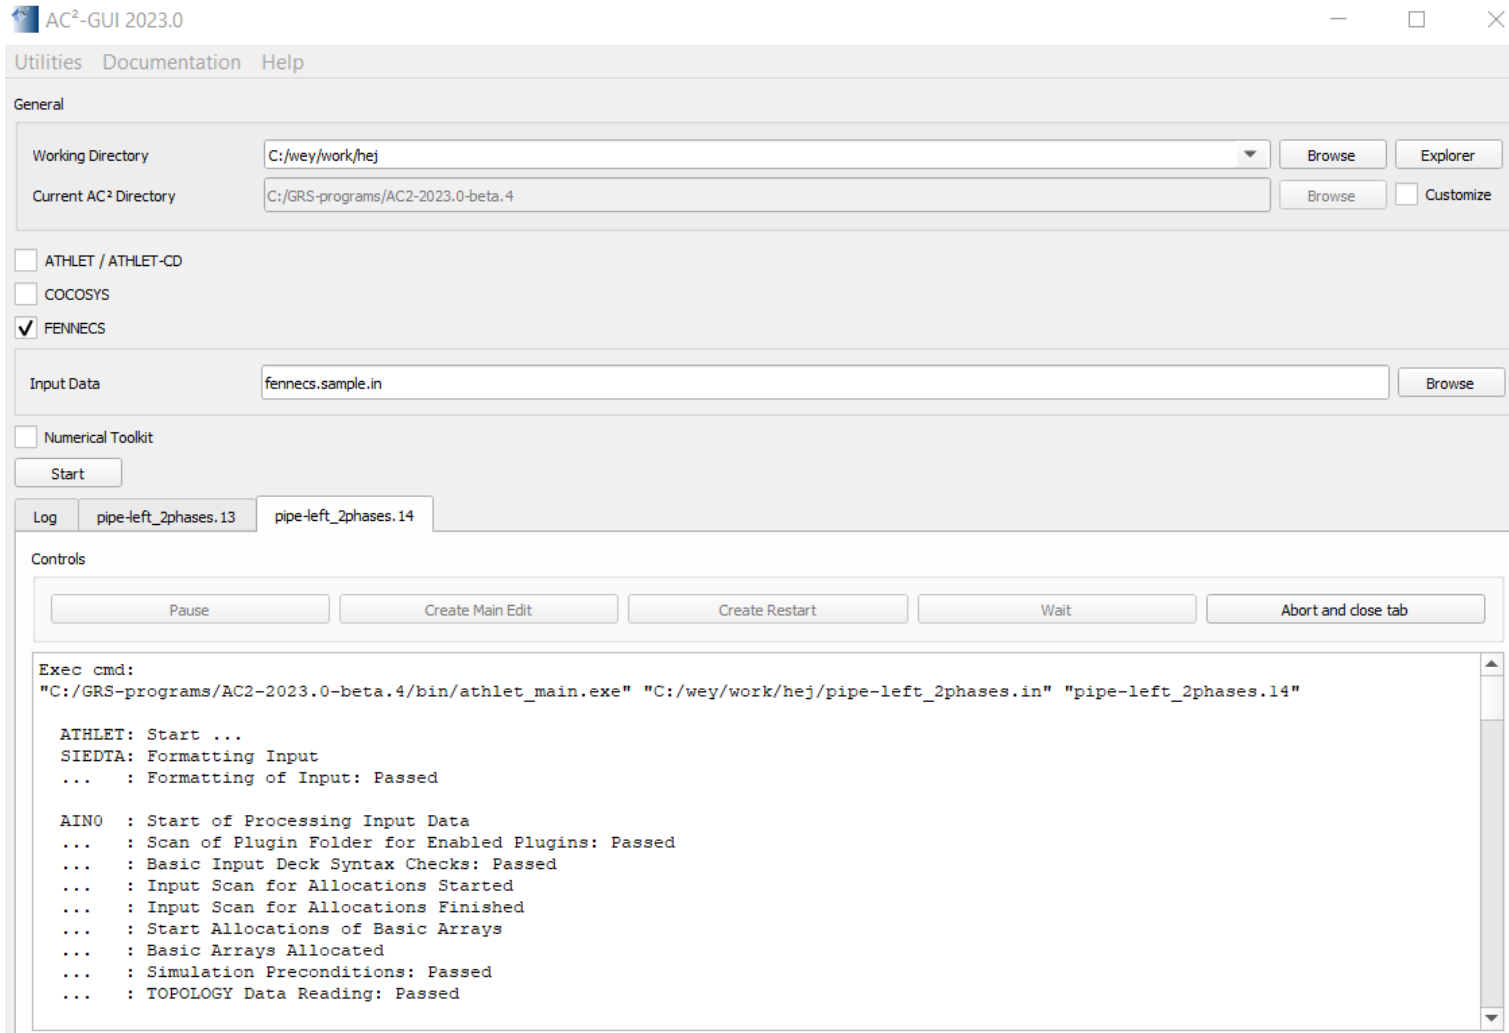 AC²-GUI 2023.0
Utilities Documentation Help
General
Working Directory C:/wey/work/hej Browse Explorer
Current AC² Directory C:/GRS-programs/AC2-2023.0-beta.4 Browse Customize
ATHLET / ATHLET-CD
COCOSYS
FENNECS
Input Data fennecs.sample.in Browse
Numerical Toolkit
Start
Log pipe-left_2phases.13 pipe-left_2phases.14
Controls
Pause Create Main Edit Create Restart Wait Abort and close tab
Exec cmd:
"C:/GRS-programs/AC2-2023.0-beta.4/bin/athlet_main.exe" "C:/wey/work/hej/pipe-left_2phases.in" "pipe-left_2phases.14"
ATHLET: Start ...
SIEDTA: Formatting Input
... : Formatting of Input: Passed
AIN0 : Start of Processing Input Data
... : Scan of Plugin Folder for Enabled Plugins: Passed
... : Basic Input Deck Syntax Checks: Passed
... : Input Scan for Allocations Started
... : Input Scan for Allocations Finished
... : Start Allocations of Basic Arrays
... : Basic Arrays Allocated
... : Simulation Preconditions: Passed
... : TOPOLOGY Data Reading: Passed